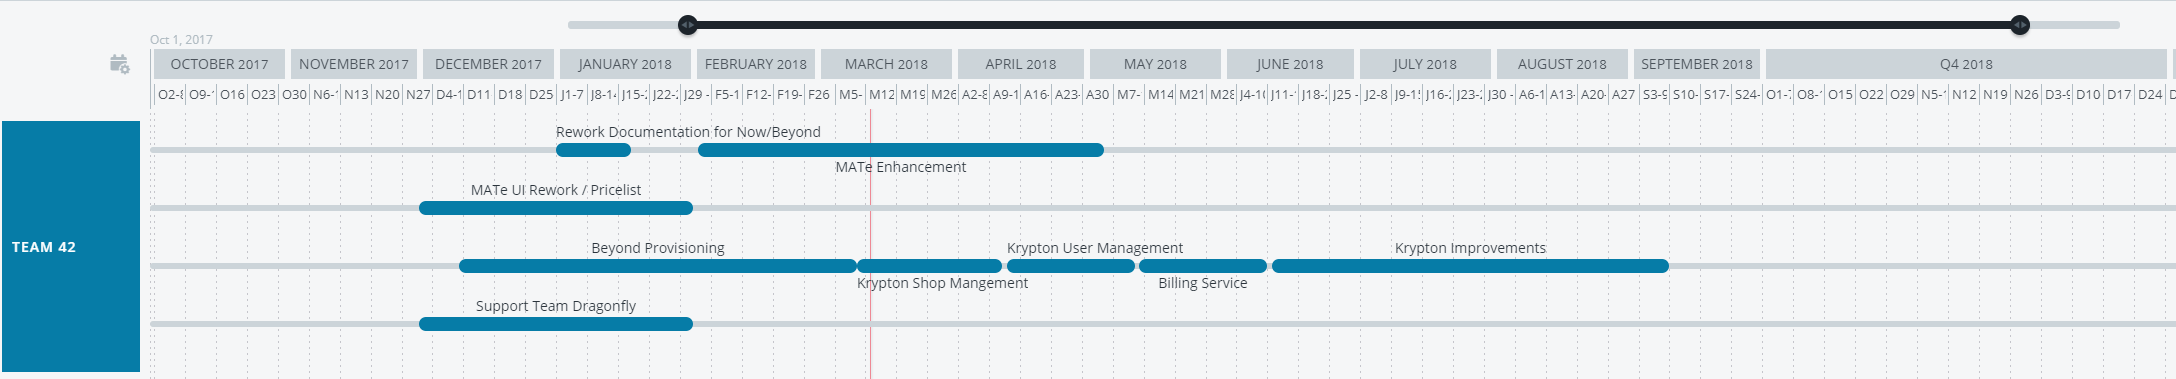 Oct 1, 2017
OCTOBER 2017 NOVEMBER 2017 DECEMBER 2017 JANUARY 2018 FEBRUARY 2018 MARCH 2018 APRIL 2018 MAY 2018 JUNE 2018 JULY 2018 AUGUST 2018 SEPTEMBER 2018 Q4 2018
O2-8 O9- O16 O23 O30 N6- N13 N20 N27 D4-1 D11 D18 D25 J1-7 J8-1 J15- J22- J29 - F5-1 F12- F19- F26 M5- M12 M19 M26 A2-8 A9-1 A16- A23- A30 M7- M14 M21 M28 J4-10 J11- J18- J25 - J2-8 J9-15 J16- J23- J30 - A6-1 A13- A20- A27 S3-9 S10- S17- S24- O1-7 O8- O15 O22 O29 N5- N12 N19 N26 D3-9 D10 D17 D24 D
Rework Documentation for Now/Beyond
MATe Enhancement
MATe UI Rework / Pricelist
TEAM 42
Beyond Provisioning Krypton User Management Krypton Improvements
Krypton Shop Mangement Billing Service
Support Team Dragonfly